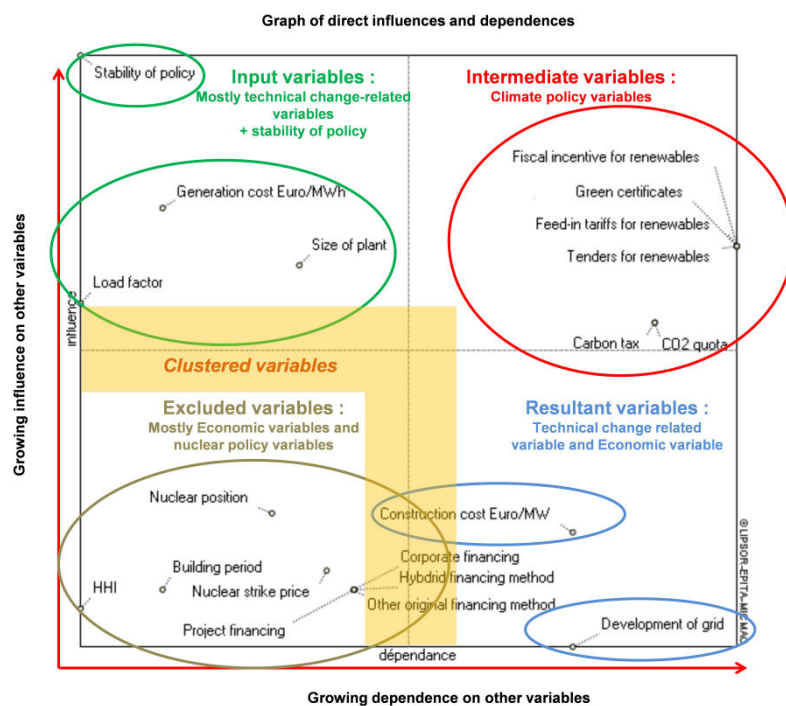 Graph of direct influences and dependences
Stability of policy
Input variables :
Mostly technical change-related
variables
+ stability of policy
Intermediate variables :
Climate policy variables
Fiscal incentive for renewables
Green certificates
Feed-in tariffs for renewables
Tenders for renewables
Generation cost Euro/MWh
Size of plant
Load factor
Carbon tax
CO2 quota
influence
Growing influence on other vairables
Clustered variables
Excluded variables :
Mostly Economic variables and
nuclear policy variables
Resultant variables :
Technical change related
variable and Economic variable
Nuclear position
Construction cost Euro/MW
Building period
Nuclear strike price
HHI
Project financing
Corporate financing
Hybdrid financing method
Other original financing method
Development of grid
© LIPSOR-EPITA-MICMAC
dépendance
Growing dependence on other variables